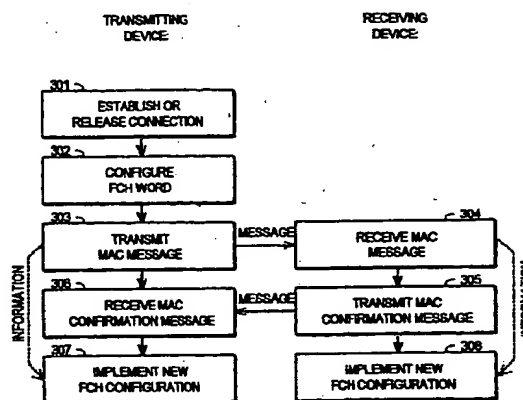 TRANSMITTING
DEVICE:
RECEIVING
DEVICE:
301
ESTABLISH OR
RELEASE CONNECTION
302
CONFIGURE
FCH WORD
303
TRANSMIT
MAC MESSAGE
MESSAGE
304
RECEIVE MAC
MESSAGE
306
RECEIVE MAC
CONFIRMATION MESSAGE
MESSAGE
305
TRANSMIT MAC
CONFIRMATION MESSAGE
INFORMATION
307
IMPLEMENT NEW
FCH CONFIGURATION
308
IMPLEMENT NEW
FCH CONFIGURATION